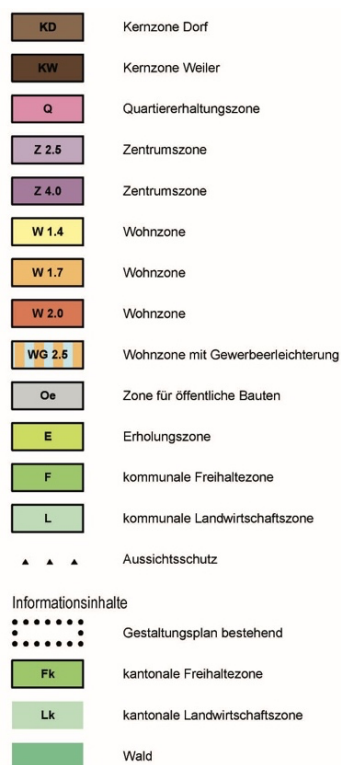 KD Kernzone Dorf
KW Kernzone Weiler
Q Quartiererhaltungszone
Z 2.5 Zentrumszone
Z 4.0 Zentrumszone
W 1.4 Wohnzone
W 1.7 Wohnzone
W 2.0 Wohnzone
WG 2.5 Wohnzone mit Gewerbeerleichterung
Oe Zone für öffentliche Bauten
E Erholungszone
F kommunale Freihaltezone
L kommunale Landwirtschaftszone
Aussichtsschutz
Informationsinhalte
Gestaltungsplan bestehend
Fk kantonale Freihaltezone
Lk kantonale Landwirtschaftszone
Wald